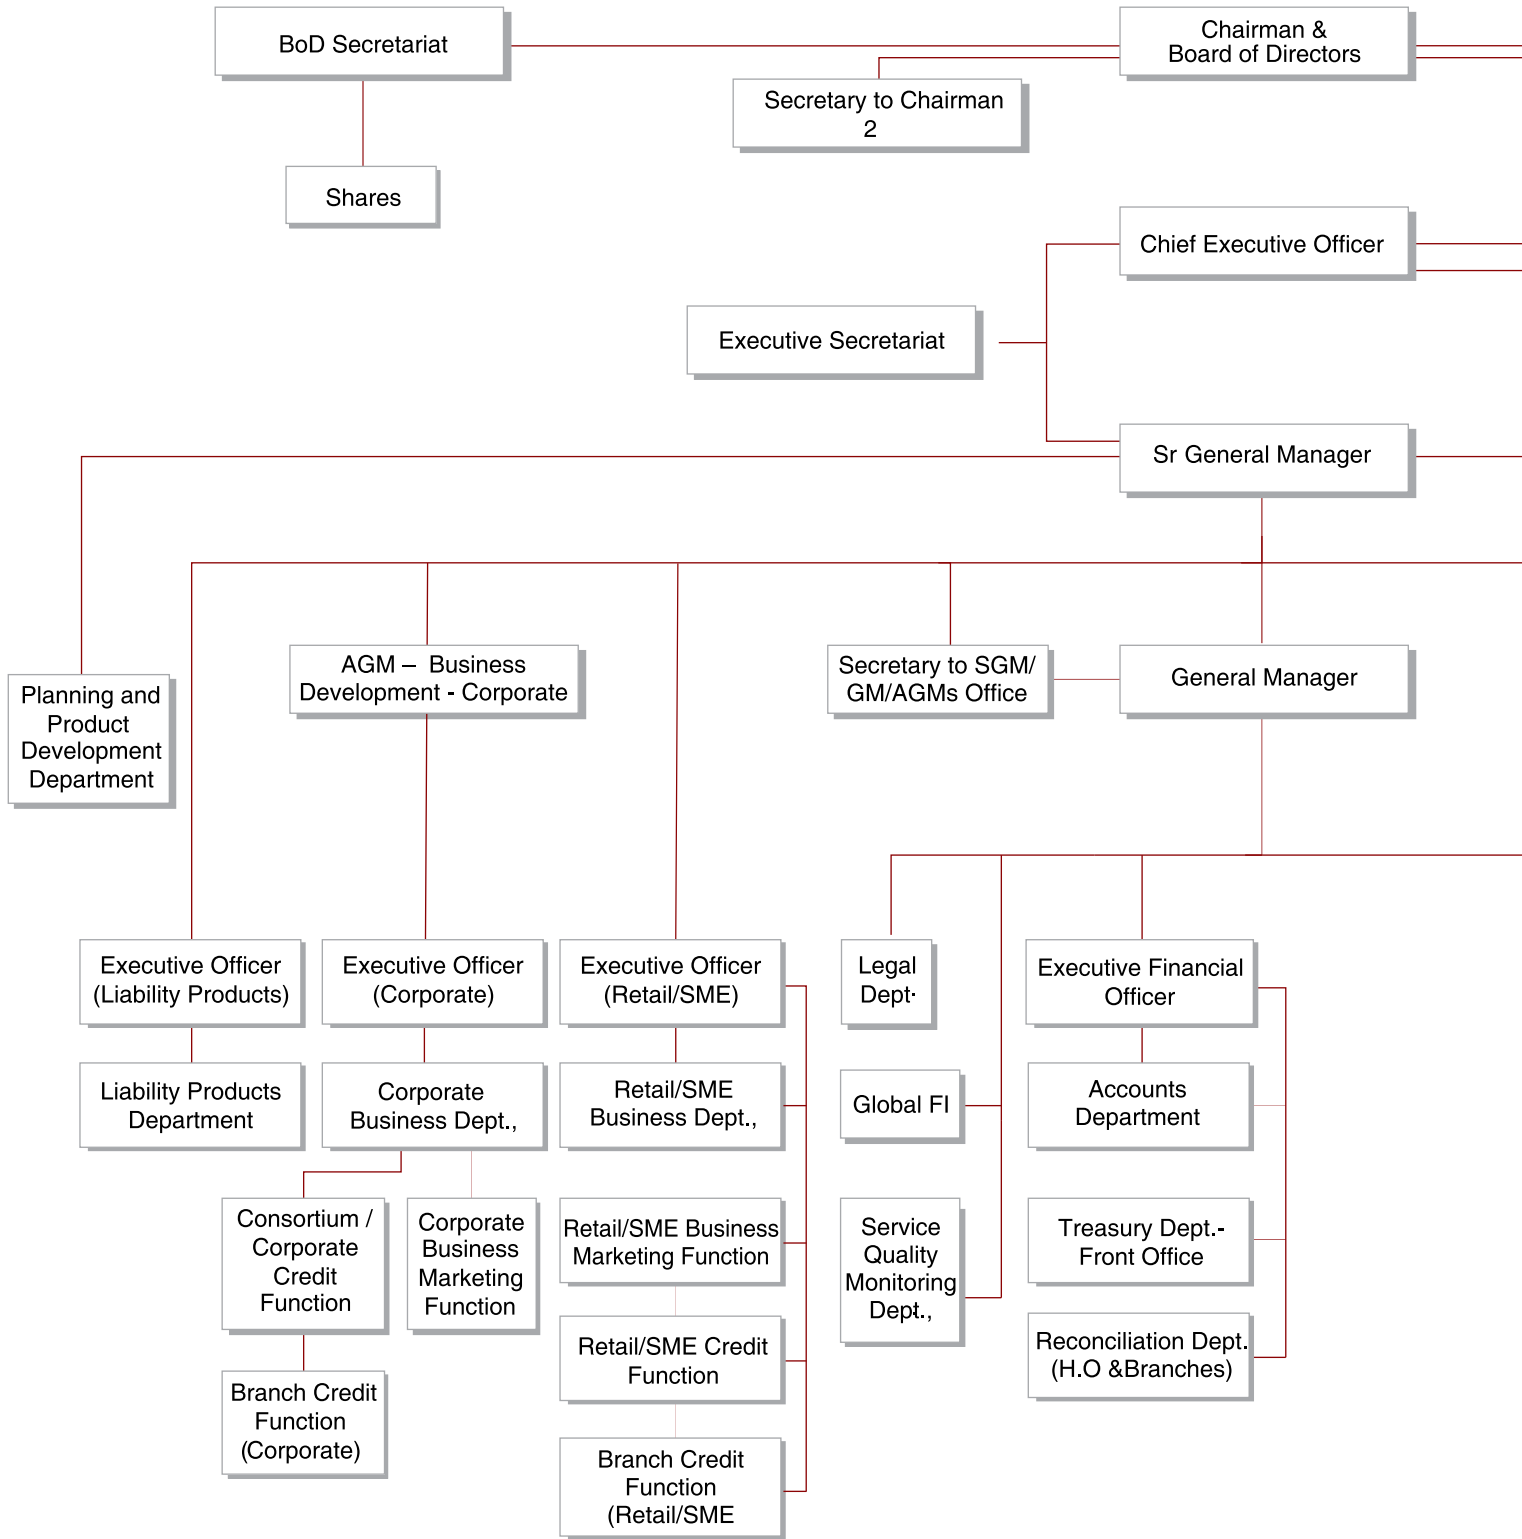 BoD Secretariat
Chairman &
Board of Directors
Secretary to Chairman
2
Shares
Chief Executive Officer
Executive Secretariat
Sr General Manager
Planning and
Product
Development
Department
AGM – Business
Development - Corporate
Secretary to SGM/
GM/AGMs Office
General Manager
Executive Officer
(Liability Products)
Executive Officer
(Corporate)
Executive Officer
(Retail/SME)
Legal
Dept.
Executive Financial
Officer
Liability Products
Department
Corporate
Business Dept.,
Retail/SME
Business Dept.,
Global FI
Accounts
Department
Consortium /
Corporate
Credit
Function
Corporate
Business
Marketing
Function
Retail/SME Business
Marketing Function
Service
Quality
Monitoring
Dept.,
Treasury Dept.-
Front Office
Retail/SME Credit
Function
Reconciliation Dept.
(H.O &Branches)
Branch Credit
Function
(Corporate)
Branch Credit
Function
(Retail/SME